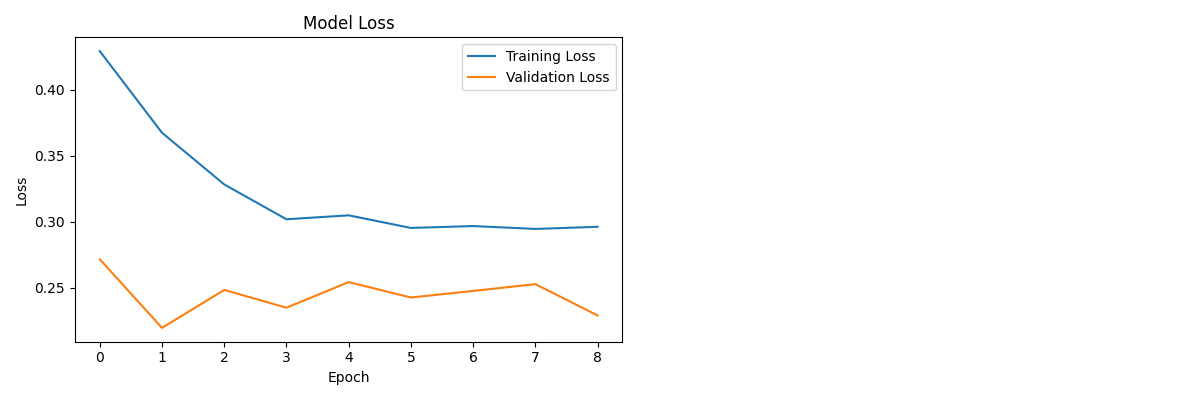 Model Loss
Training Loss
Validation Loss
0.40
0.35
0.30
0.25
Loss
0 1 2 3 4 5 6 7 8
Epoch